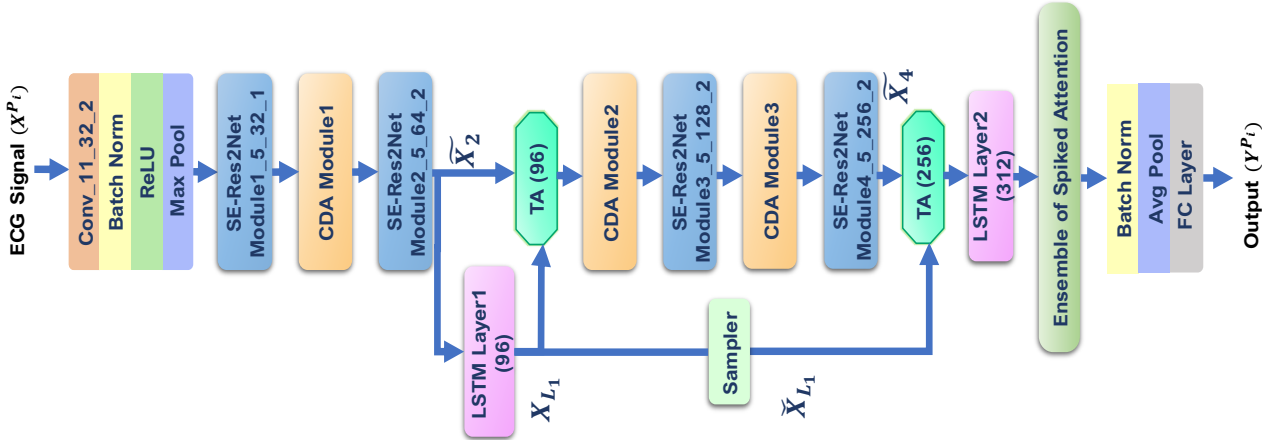 ECG Signal (X^{P_i})
Conv_11_32_2
Batch Norm
ReLU
Max Pool
SE-Res2Net
Module1_5_32_1
CDA Module1
SE-Res2Net
Module2_5_64_2
X̃_2
LSTM Layer1
(96)
X_{L_1}
TA (96)
CDA Module2
SE-Res2Net
Module3_5_128_2
CDA Module3
SE-Res2Net
Module4_5_256_2
X̃_4
Sampler
X̆_{L_1}
TA (256)
LSTM Layer2
(312)
Ensemble of Spiked Attention
Batch Norm
Avg Pool
FC Layer
Output (Y^{P_i})